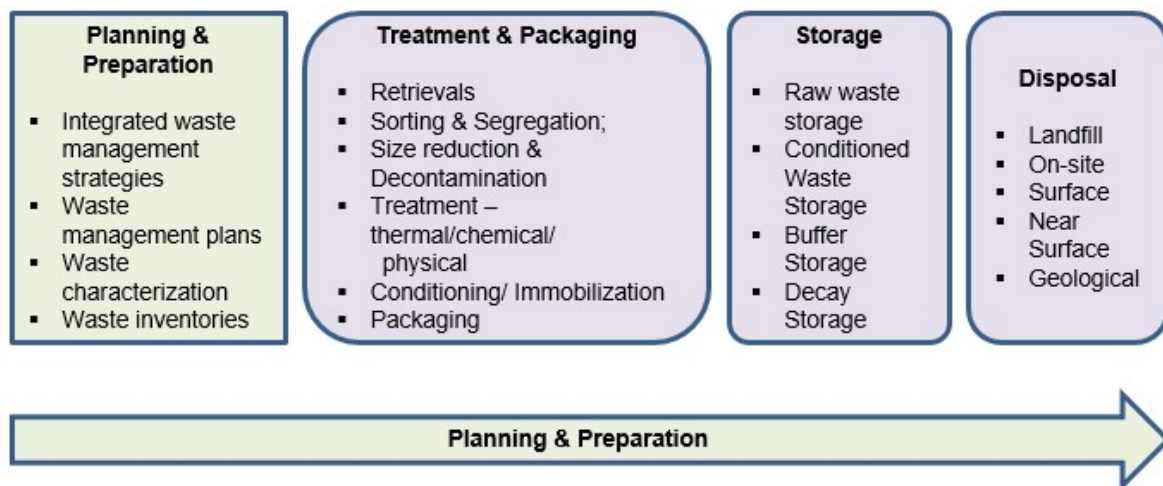 Planning &
Preparation
▪ Integrated waste
management
strategies
▪ Waste
management plans
▪ Waste
characterization
▪ Waste inventories
Treatment & Packaging
▪ Retrievals
▪ Sorting & Segregation;
▪ Size reduction &
Decontamination
▪ Treatment –
thermal/chemical/
physical
▪ Conditioning/ Immobilization
▪ Packaging
Storage
▪ Raw waste
storage
▪ Conditioned
Waste
Storage
▪ Buffer
Storage
▪ Decay
Storage
Disposal
▪ Landfill
▪ On-site
▪ Surface
▪ Near
Surface
▪ Geological
Planning & Preparation